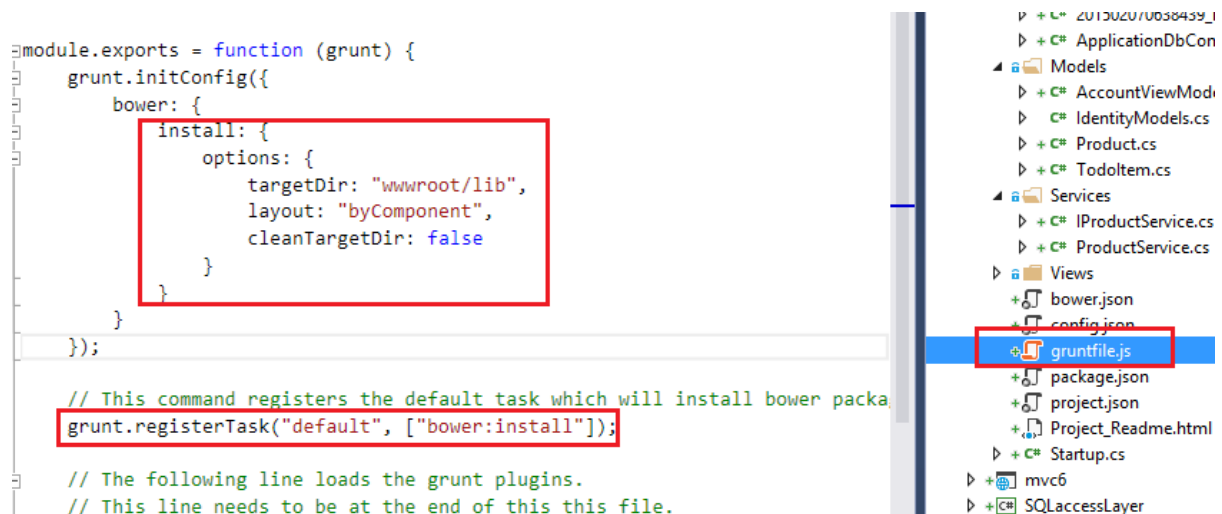 module.exports = function (grunt) {
    grunt.initConfig({
        bower: {
            install: {
                options: {
                    targetDir: "wwwroot/lib",
                    layout: "byComponent",
                    cleanTargetDir: false
                }
            }
        }
    });
    // This command registers the default task which will install bower packa
    grunt.registerTask("default", ["bower:install"]);
    // The following line loads the grunt plugins.
    // This line needs to be at the end of this this file.
+ C# 201502070638439_I
+ C# ApplicationDbCon
Models
+ C# AccountViewMode
C# IdentityModels.cs
+ C# Product.cs
+ C# TodoItem.cs
Services
+ C# IProductService.cs
+ C# ProductService.cs
Views
+ bower.json
+ config.json
+ gruntfile.js
+ package.json
+ project.json
+ Project_Readme.html
+ C# Startup.cs
+ mvc6
+ C# SQLaccessLayer